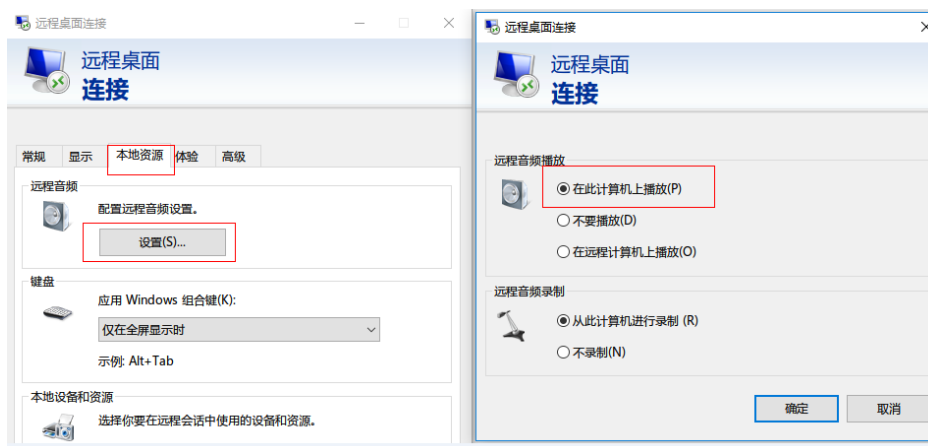 远程桌面连接
远程桌面
连接
常规 显示 本地资源 体验 高级
远程音频
配置远程音频设置。
设置(S)...
键盘
应用 Windows 组合键(K):
仅在全屏显示时
示例: Alt+Tab
本地设备和资源
选择你要在远程会话中使用的设备和资源。
远程桌面连接
远程桌面
连接
远程音频播放
在此计算机上播放(P)
不要播放(D)
在远程计算机上播放(O)
远程音频录制
从此计算机进行录制 (R)
不录制(N)
确定 取消